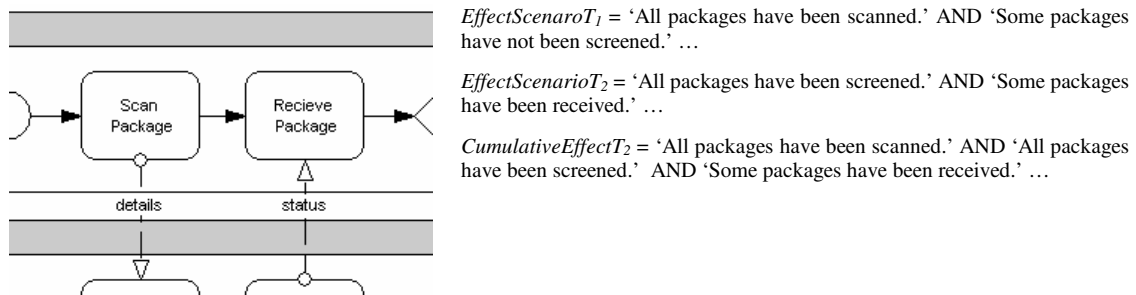 Scan
Package
Recieve
Package
details
status
EffectScenaroT1 = ‘All packages have been scanned.’ AND ‘Some packages
have not been screened.’ …
EffectScenarioT2 = ‘All packages have been screened.’ AND ‘Some packages
have been received.’ …
CumulativeEffectT2 = ‘All packages have been scanned.’ AND ‘All packages
have been screened.’ AND ‘Some packages have been received.’ …